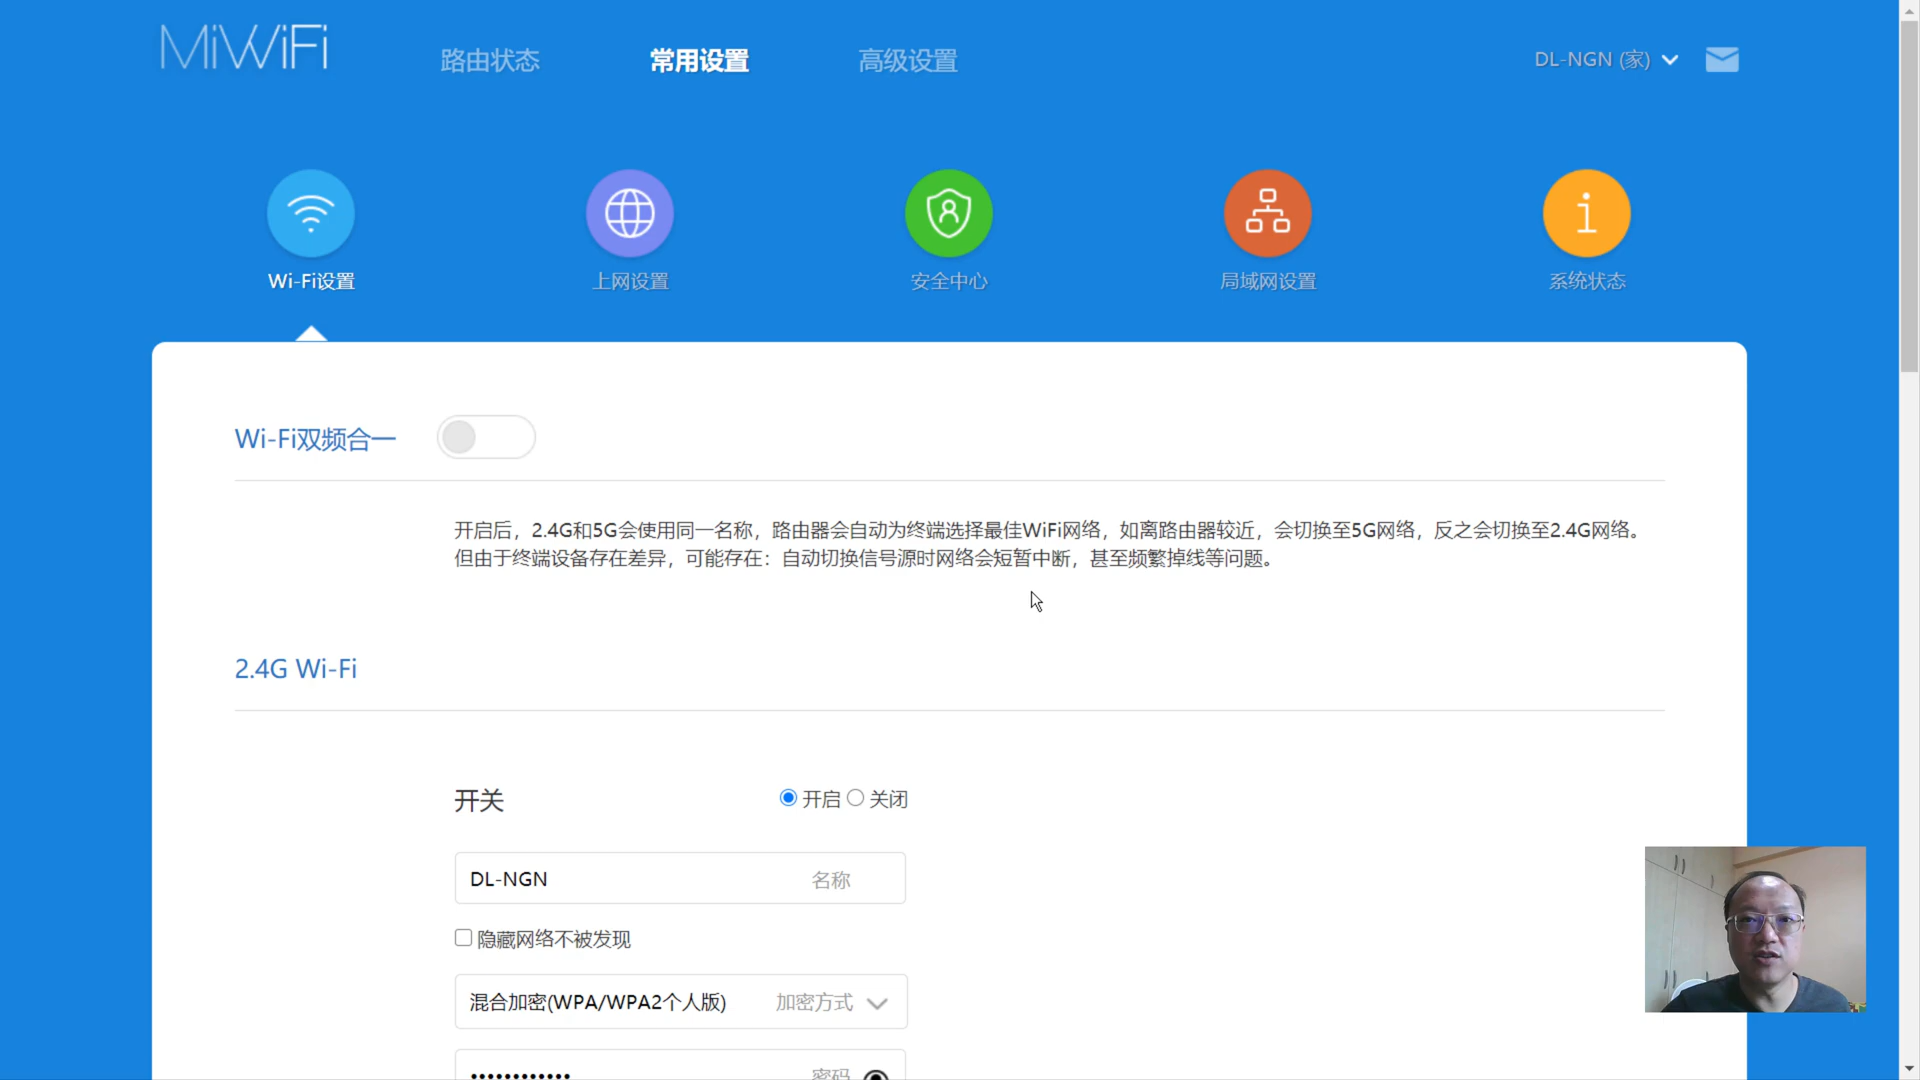 MiWiFi
路由状态
常用设置
高级设置
DL-NGN (家)
Wi-Fi设置
上网设置
安全中心
局域网设置
系统状态
Wi-Fi双频合一
开启后，2.4G和5G会使用同一名称，路由器会自动为终端选择最佳WiFi网络，如离路由器较近，会切换至5G网络，反之会切换至2.4G网络。
但由于终端设备存在差异，可能存在：自动切换信号源时网络会短暂中断，甚至频繁掉线等问题。
2.4G Wi-Fi
开关
开启 关闭
DL-NGN 名称
隐藏网络不被发现
混合加密(WPA/WPA2个人版) 加密方式
•••••••••••• 密码